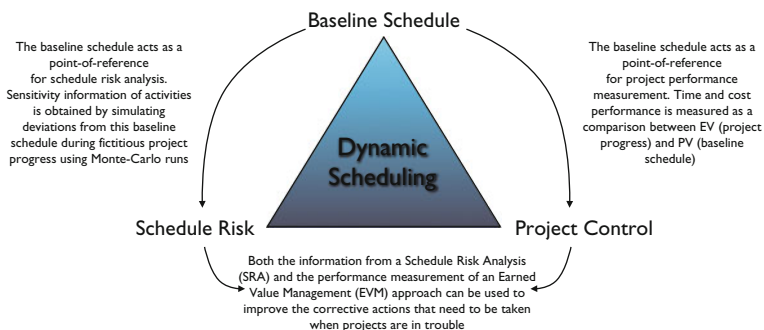 Baseline Schedule
The baseline schedule acts as a
point-of-reference
for schedule risk analysis.
Sensitivity information of activities
is obtained by simulating
deviations from this baseline
schedule during fictitious project
progress using Monte-Carlo runs
The baseline schedule acts as a
point-of-reference
for project performance
measurement. Time and cost
performance is measured as a
comparison between EV (project
progress) and PV (baseline
schedule)
Dynamic
Scheduling
Schedule Risk
Project Control
Both the information from a Schedule Risk Analysis
(SRA) and the performance measurement of an Earned
Value Management (EVM) approach can be used to
improve the corrective actions that need to be taken
when projects are in trouble